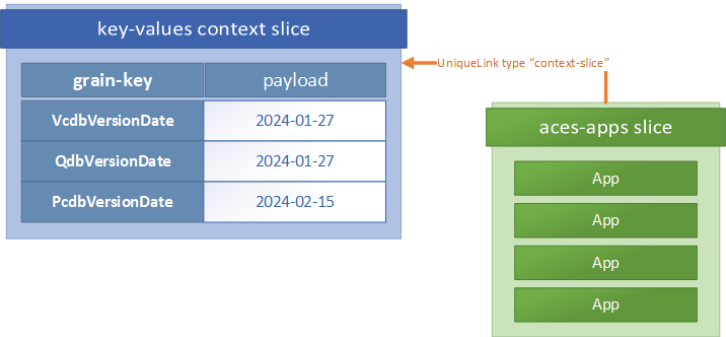 key-values context slice
UniqueLink type “context-slice”
grain-key payload
VcdbVersionDate 2024-01-27
QdbVersionDate 2024-01-27
PcdbVersionDate 2024-02-15
aces-apps slice
App
App
App
App